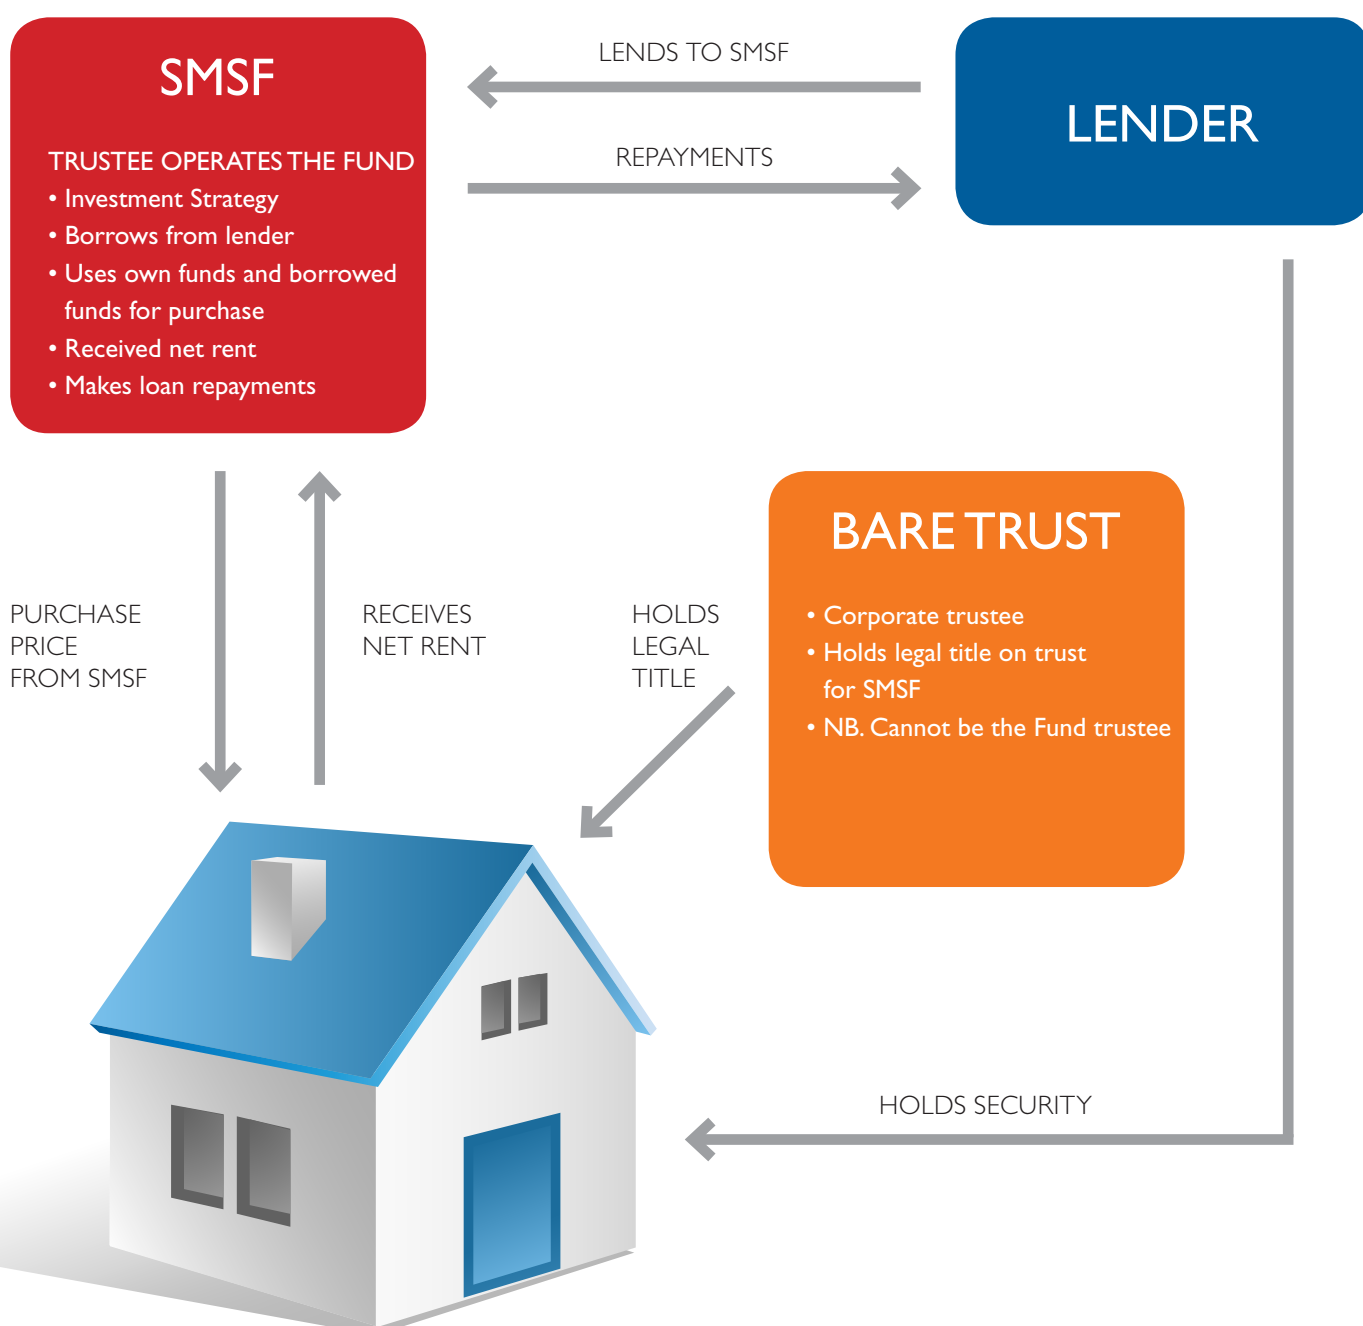 SMSF
TRUSTEE OPERATES THE FUND
• Investment Strategy
• Borrows from lender
• Uses own funds and borrowed
funds for purchase
• Received net rent
• Makes loan repayments
LENDS TO SMSF
REPAYMENTS
LENDER
PURCHASE
PRICE
FROM SMSF
RECEIVES
NET RENT
HOLDS
LEGAL
TITLE
BARE TRUST
• Corporate trustee
• Holds legal title on trust
for SMSF
• NB. Cannot be the Fund trustee
HOLDS SECURITY